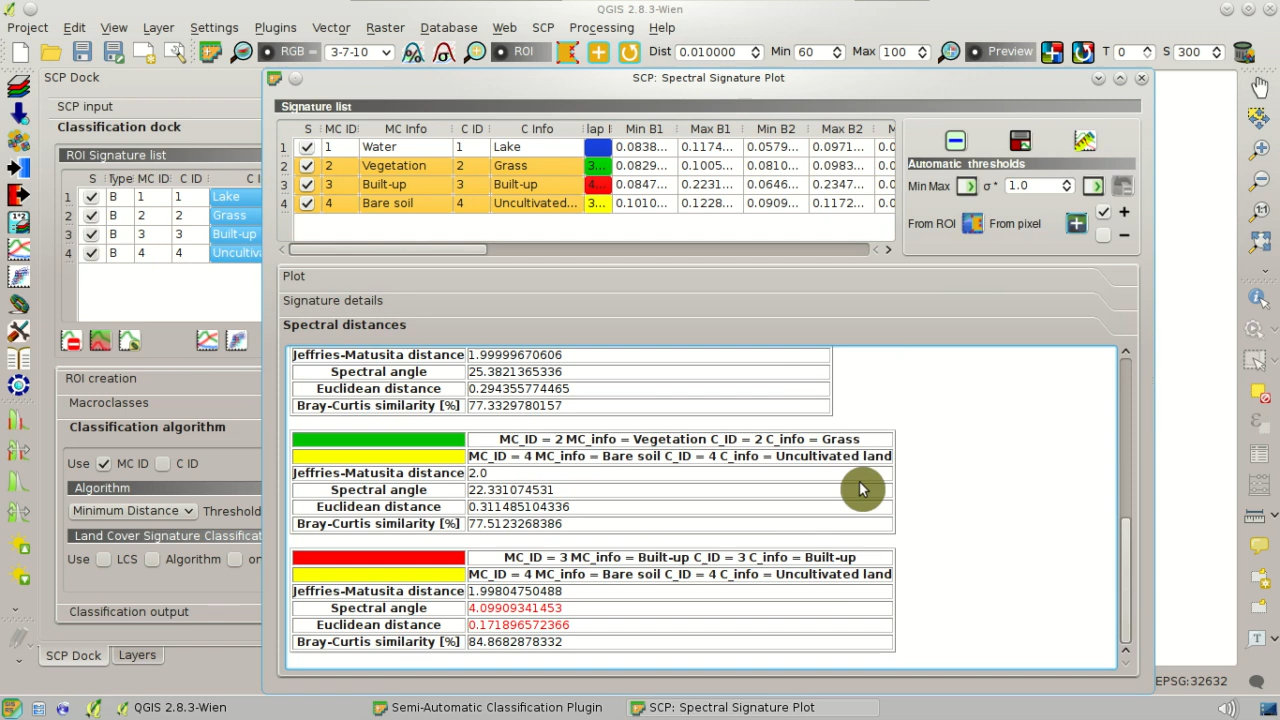 QGIS 2.8.3-Wien
Project Edit View Layer Settings Plugins Vector Raster Database Web SCP Processing Help
RGB = 3-7-10 ROI Dist 0.010000 Min 60 Max 100 Preview T 0 S 300
SCP Dock
SCP: Spectral Signature Plot
SCP input
Classification dock
ROI Signature list
S Type MC ID C ID C I
1 B 1 1 Lake
2 B 2 2 Grass
3 B 3 3 Built-up
4 B 4 4 Uncultiva
ROI creation
Macroclasses
Classification algorithm
Use MC ID C ID
Algorithm
Minimum Distance Threshold
Land Cover Signature Classificat
Use LCS Algorithm on
Classification output
SCP Dock Layers
Signature list
S MC ID MC Info C ID C Info lap Min B1 Max B1 Min B2 Max B2 M
1 1 Water 1 Lake 0.0838... 0.1174... 0.0579... 0.0971... 0.0
2 2 Vegetation 2 Grass 3... 0.0829... 0.1005... 0.0810... 0.0983... 0.0
3 3 Built-up 3 Built-up 4... 0.0847... 0.2231... 0.0646... 0.2347... 0.0
4 4 Bare soil 4 Uncultivated... 3... 0.1010... 0.1228... 0.0909... 0.1172... 0.0
Automatic thresholds
Min Max σ* 1.0
From ROI From pixel + −
Plot
Signature details
Spectral distances
Jeffries-Matusita distance 1.99999670606
Spectral angle 25.3821365336
Euclidean distance 0.294355774465
Bray-Curtis similarity [%] 77.3329780157
MC_ID = 2 MC_info = Vegetation C_ID = 2 C_info = Grass
MC_ID = 4 MC_info = Bare soil C_ID = 4 C_info = Uncultivated land
Jeffries-Matusita distance 2.0
Spectral angle 22.331074531
Euclidean distance 0.311485104336
Bray-Curtis similarity [%] 77.5123268386
MC_ID = 3 MC_info = Built-up C_ID = 3 C_info = Built-up
MC_ID = 4 MC_info = Bare soil C_ID = 4 C_info = Uncultivated land
Jeffries-Matusita distance 1.99804750488
Spectral angle 4.09909341453
Euclidean distance 0.171896572366
Bray-Curtis similarity [%] 84.8682878332
EPSG:32632
QGIS 2.8.3-Wien Semi-Automatic Classification Plugin SCP: Spectral Signature Plot